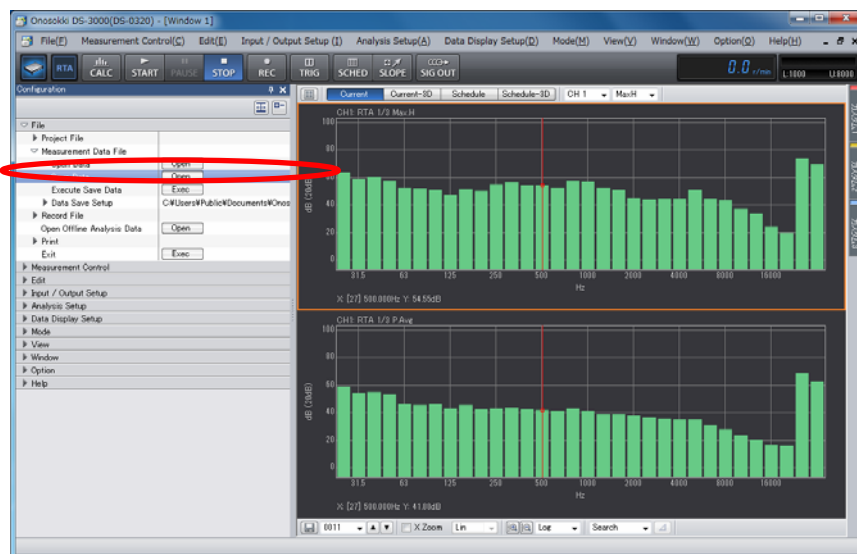 Onosokki DS-3000(DS-0320) - [Window 1]
File(F) Measurement Control(C) Edit(E) Input / Output Setup (I) Analysis Setup(A) Data Display Setup(D) Mode(M) View(V) Window(W) Option(O) Help(H)
RTA CALC START PAUSE STOP REC TRIG SCHED SLOPE SIG OUT 0.0 r/min L:1000 U:8000
Configuration
Current Current-3D Schedule Schedule-3D CH 1 MaxH
File
Project File
Measurement Data File
Open Data Open
Open
Execute Save Data Exec
Data Save Setup C:¥Users¥Public¥Documents¥Onos
Record File
Open Offline Analysis Data Open
Print
Exit Exec
Measurement Control
Edit
Input / Output Setup
Analysis Setup
Data Display Setup
Mode
View
Window
Option
Help
CH1: RTA 1/3 Max.H
100
80
60
40
20
0
dB (20dB)
31.5 63 125 250 500 1000 2000 4000 8000 16000
Hz
X: [27] 500.000Hz Y: 54.55dB
CH1: RTA 1/3 P.Avg
100
80
60
40
20
0
dB (20dB)
31.5 63 125 250 500 1000 2000 4000 8000 16000
Hz
X: [27] 500.000Hz Y: 41.88dB
0011 X Zoom Lin Log Search